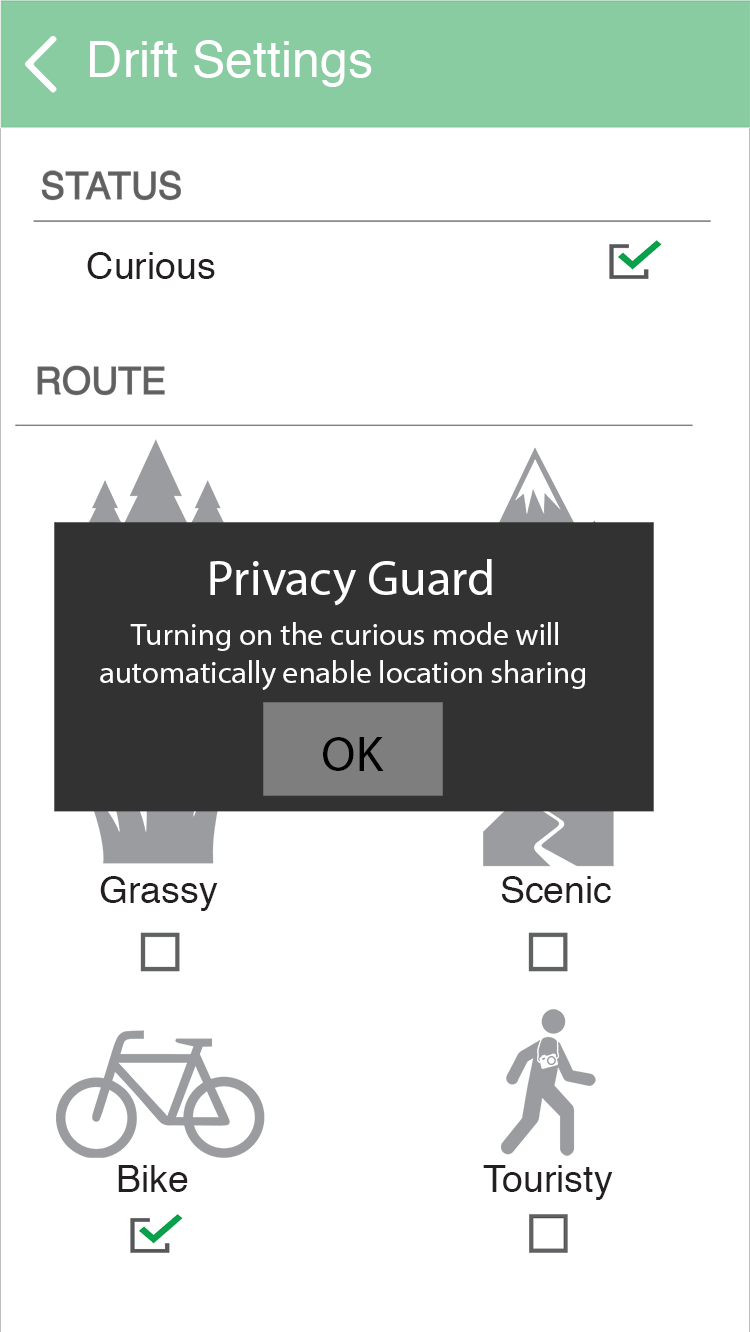 Drift Settings
STATUS
Curious
ROUTE
Privacy Guard
Turning on the curious mode will
automatically enable location sharing
OK
Grassy
Scenic
Bike
Touristy